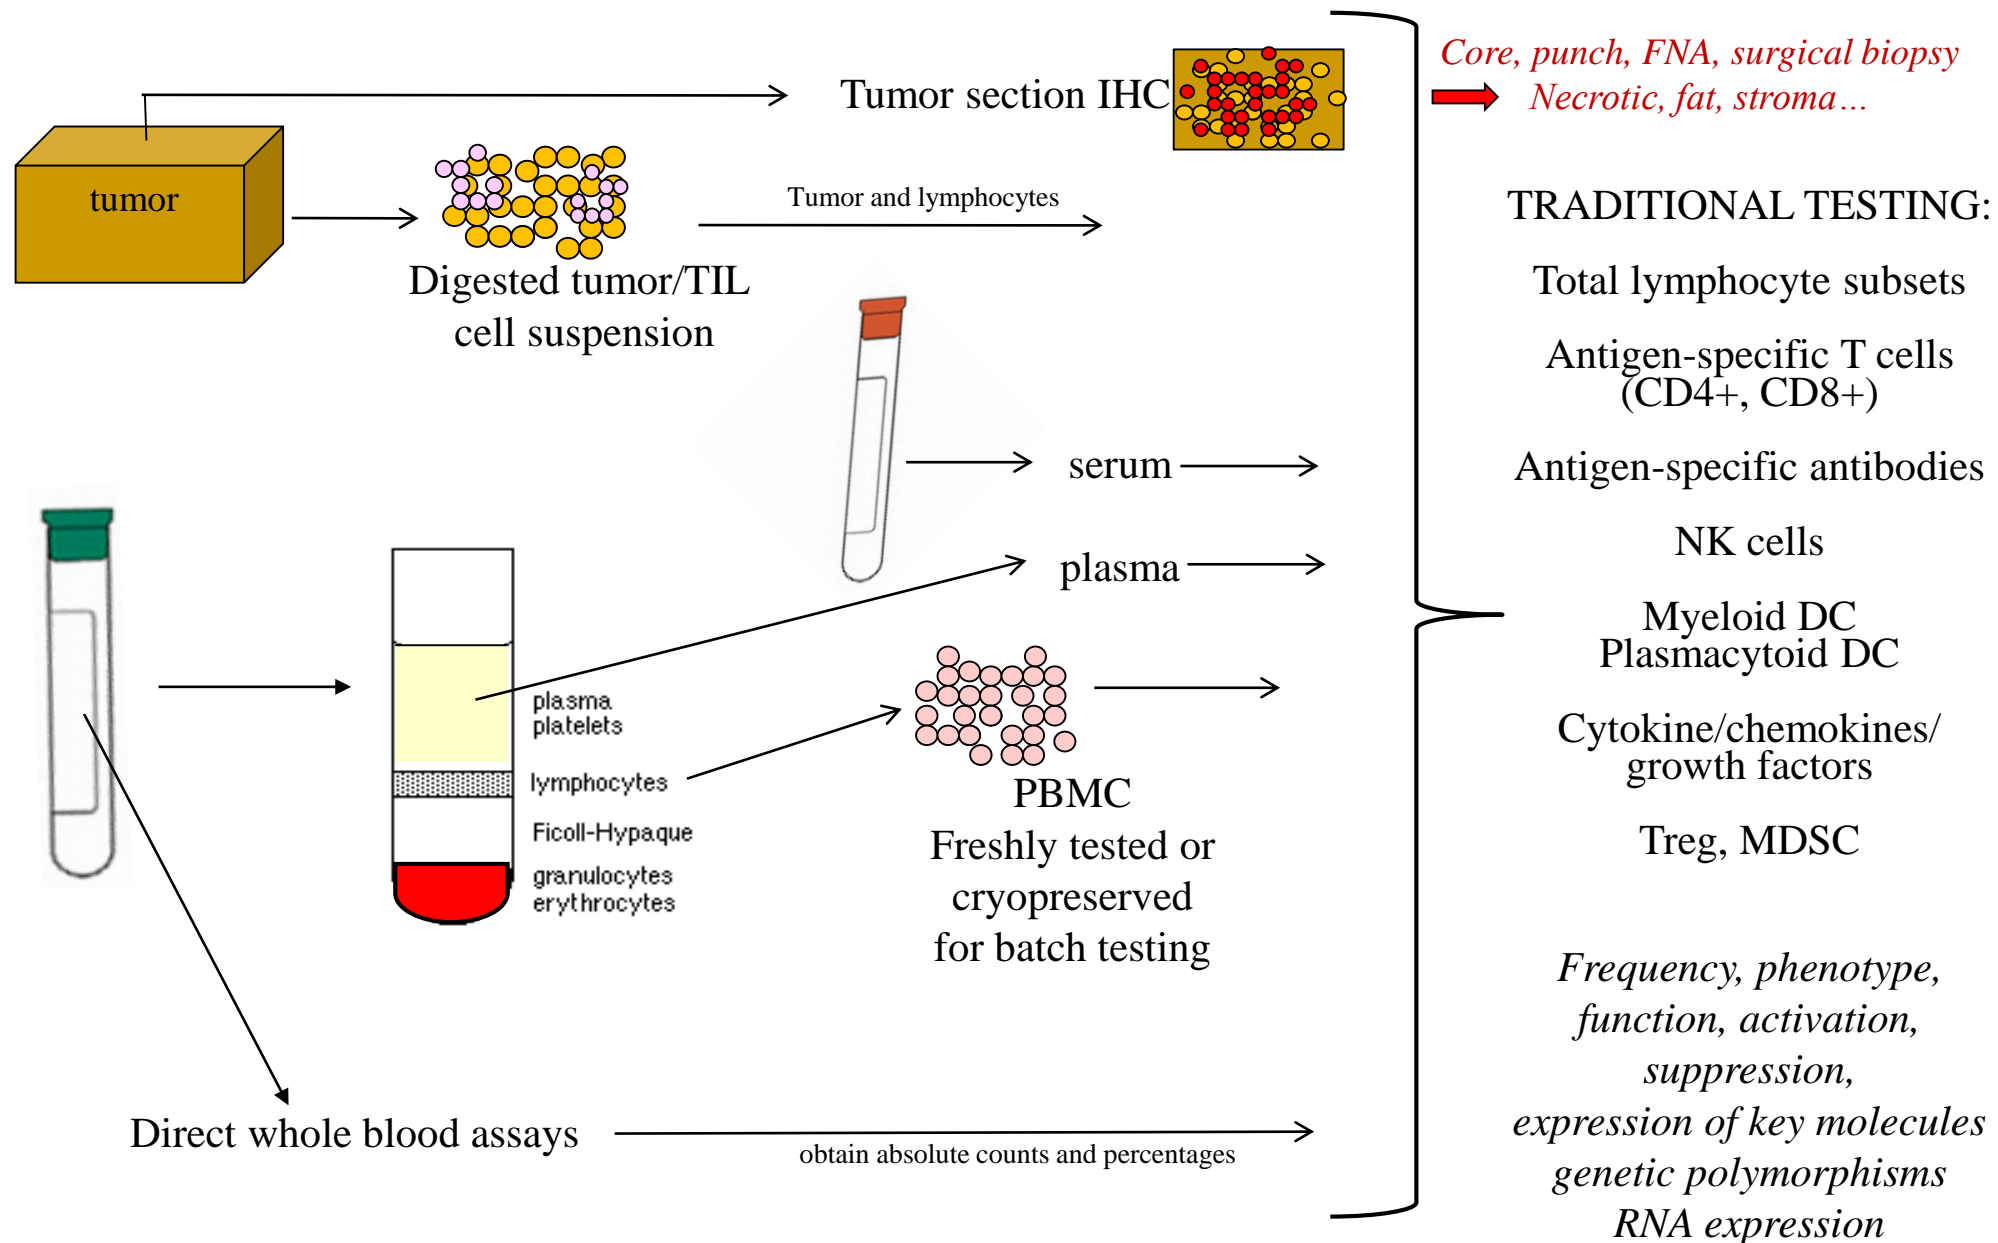 Core, punch, FNA, surgical biopsy
Necrotic, fat, stroma…
Tumor section IHC
tumor
Tumor and lymphocytes
Digested tumor/TIL
cell suspension
serum
plasma
plasma
platelets
lymphocytes
Ficoll-Hypaque
granulocytes
erythrocytes
PBMC
Freshly tested or
cryopreserved
for batch testing
Direct whole blood assays
obtain absolute counts and percentages
TRADITIONAL TESTING:
Total lymphocyte subsets
Antigen-specific T cells
(CD4+, CD8+)
Antigen-specific antibodies
NK cells
Myeloid DC
Plasmacytoid DC
Cytokine/chemokines/
growth factors
Treg, MDSC
Frequency, phenotype,
function, activation,
suppression,
expression of key molecules
genetic polymorphisms
RNA expression